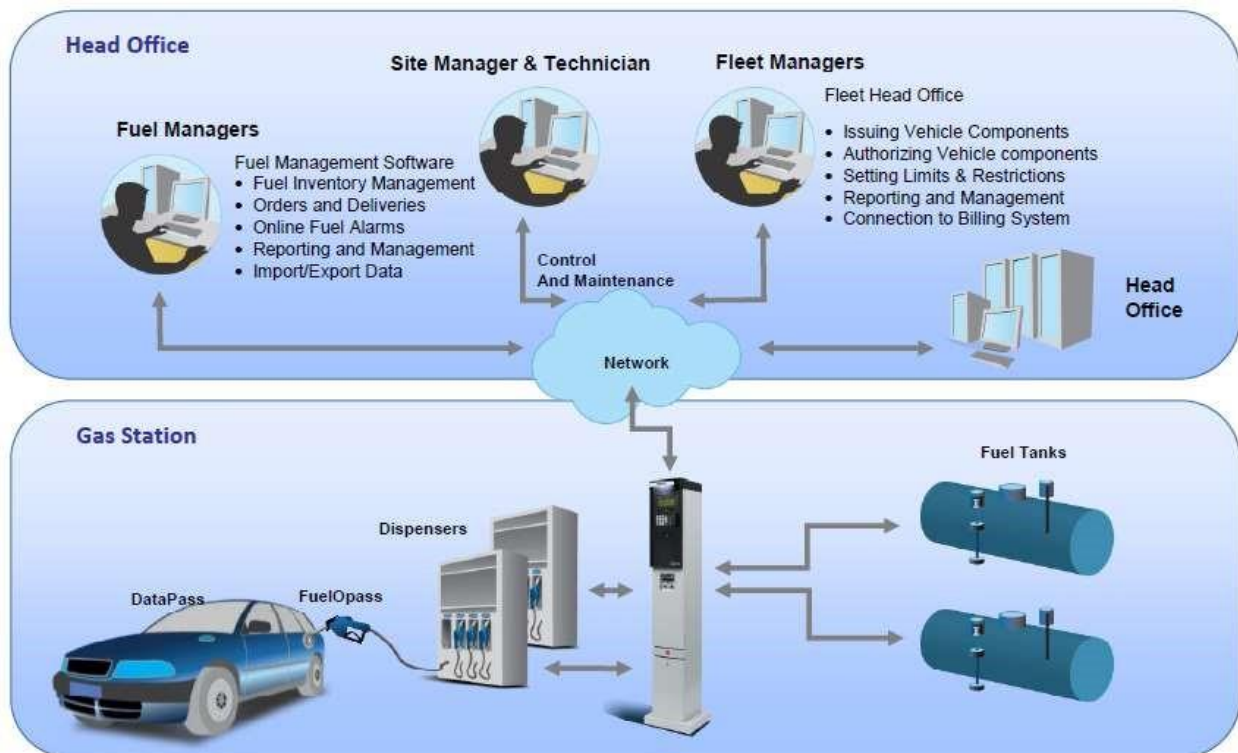 Head Office
Site Manager & Technician
Fleet Managers
Fleet Head Office
• Issuing Vehicle Components
• Authorizing Vehicle components
• Setting Limits & Restrictions
• Reporting and Management
• Connection to Billing System
Fuel Managers
Fuel Management Software
• Fuel Inventory Management
• Orders and Deliveries
• Online Fuel Alarms
• Reporting and Management
• Import/Export Data
Control
And Maintenance
Head
Office
Network
Gas Station
Fuel Tanks
Dispensers
DataPass
FuelOpass